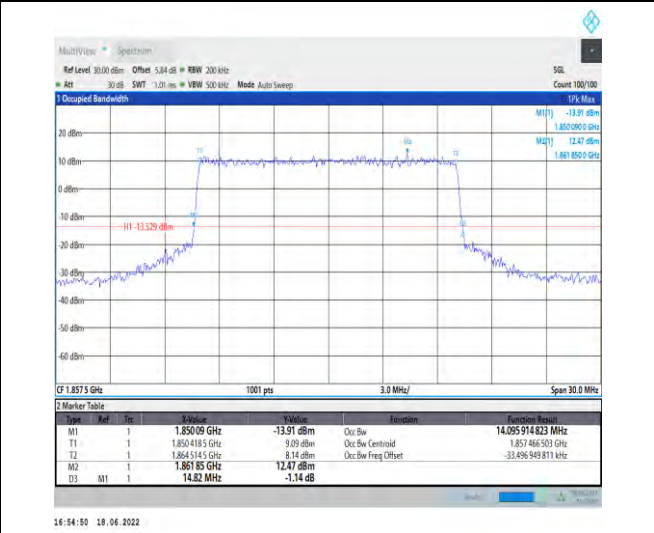 MultiView Spectrum
Ref Level 30.00 dBm Offset 5.84 dB RBW 200 kHz SGL
Att 30 dB SWT 1.01 ms VBW 500 kHz Mode Auto Sweep Count 100/100
1 Occupied Bandwidth 1Pk Max
M1[1] -13.91 dBm
1.850 090 0 GHz
M2[1] 12.47 dBm
1.861 850 0 GHz
20 dBm
M2
T1 T2
10 dBm
0 dBm
-10 dBm
M1
H1 -13.529 dBm
D3
-20 dBm
-30 dBm
-40 dBm
-50 dBm
-60 dBm
CF 1.857 5 GHz 1001 pts 3.0 MHz/ Span 30.0 MHz
2 Marker Table
Type Ref Trc X-Value Y-Value Function Function Result
M1 1 1.850 09 GHz -13.91 dBm Occ Bw 14.095 914 823 MHz
T1 1 1.850 418 5 GHz 9.09 dBm Occ Bw Centroid 1.857 466 503 GHz
T2 1 1.864 514 5 GHz 8.14 dBm Occ Bw Freq Offset -33.496 949 811 kHz
M2 1 1.861 85 GHz 12.47 dBm
D3 M1 1 14.82 MHz -1.14 dB
16:54:50 18.06.2022